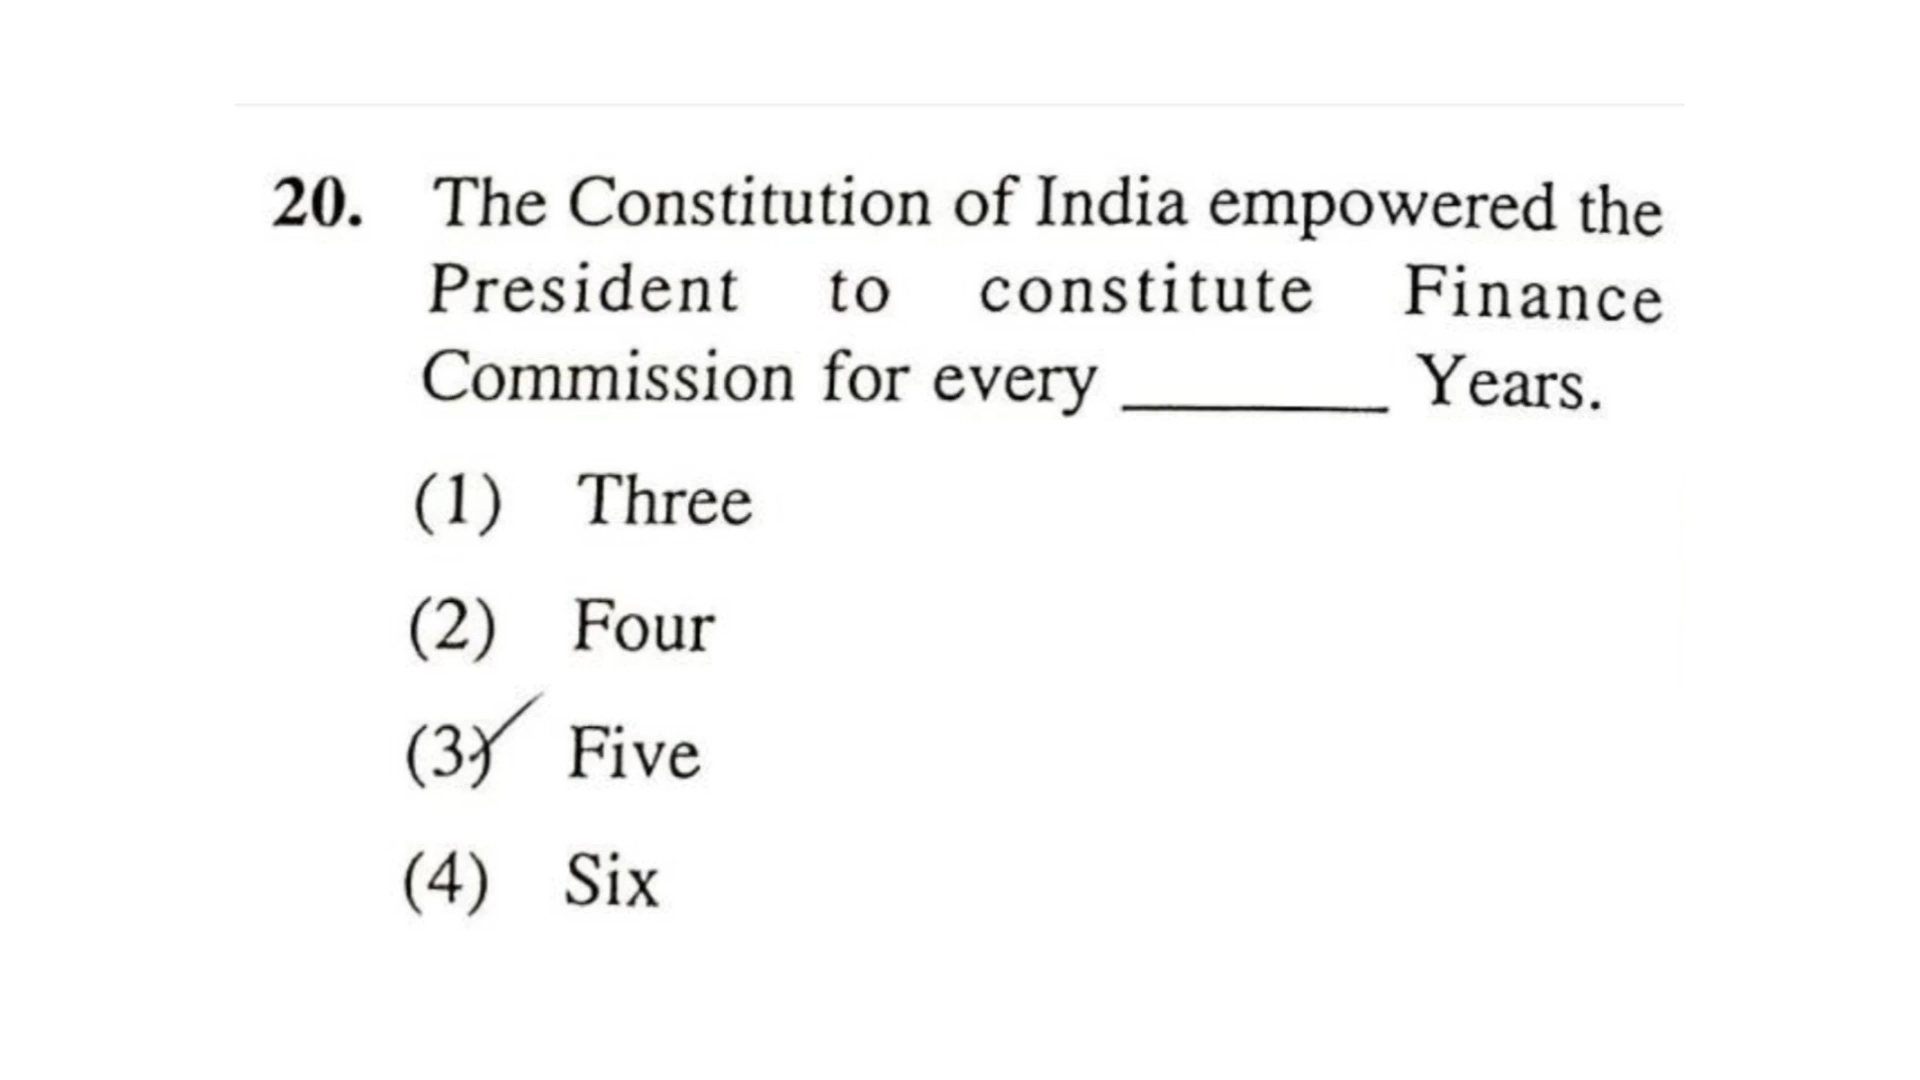 20. The Constitution of India empowered the
President to constitute Finance
Commission for every ________ Years.
(1) Three
(2) Four
(3) Five
(4) Six